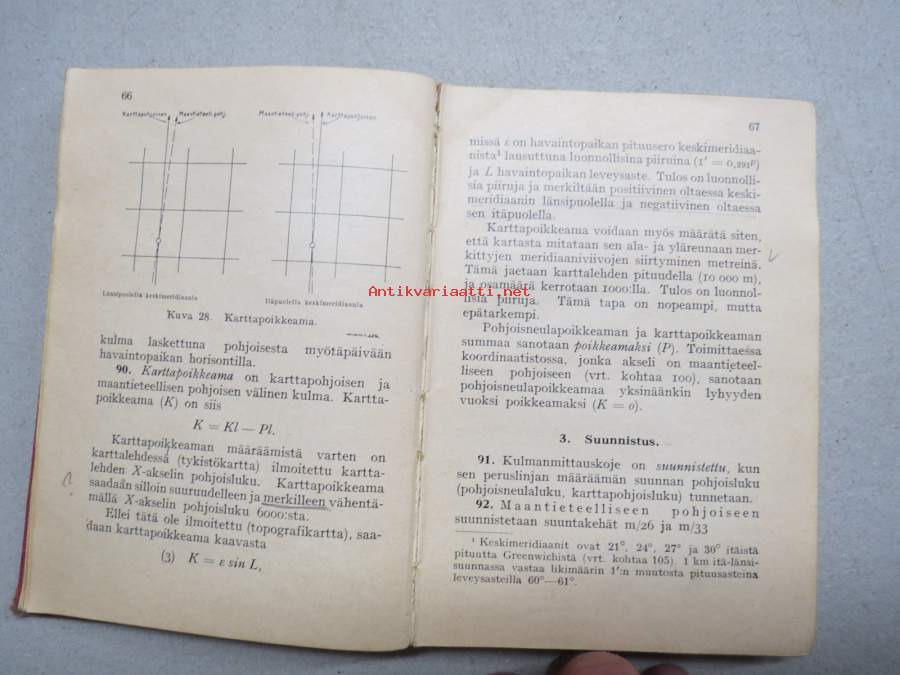 66
Karttapohjoinen
Maantieteell. pohj.
Maantieteell. pohj.
Karttapohjoinen
Länsipuolella keskimeridiaania
Itäpuolella keskimeridiaania
Kuva 28. Karttapoikkeama.
kulma laskettuna pohjoisesta myötäpäivään
havaintopaikan horisontilla.
90. Karttapoikkeama on karttapohjoisen ja
maantieteellisen pohjoisen välinen kulma. Kartta-
poikkeama (K) on siis
K = Kl — Pl.
Karttapoikkeaman määräämistä varten on
karttalehdessä (tykistökartta) ilmoitettu kartta-
lehden X-akselin pohjoisluku. Karttapoikkeama
saadaan silloin suuruudelleen ja merkilleen vähentä-
mällä X-akselin pohjoisluku 6000:sta.
Ellei tätä ole ilmoitettu (topografikartta), saa-
daan karttapoikkeama kaavasta
(3) K = ε sin L,
67
missä ε on havaintopaikan pituusero keskimeridiaa-
nista¹ lausuttuna luonnollisina piiruina (1′ = 0,291ᵖ)
ja L havaintopaikan leveysaste. Tulos on luonnolli-
sia piiruja ja merkiltään positiivinen oltaessa keski-
meridiaanin länsipuolella ja negatiivinen oltaessa
sen itäpuolella.
Karttapoikkeama voidaan myös määrätä siten,
että kartasta mitataan sen ala- ja yläreunaan mer-
kittyjen meridiaaniviivojen siirtyminen metreinä.
Tämä jaetaan karttalehden pituudella (10 000 m),
ja osamäärä kerrotaan 1000:lla. Tulos on luonnol-
lisia piiruja. Tämä tapa on nopeampi, mutta
epätarkempi.
Pohjoisneulapoikkeaman ja karttapoikkeaman
summaa sanotaan poikkeamaksi (P). Toimittaessa
koordinaatistossa, jonka akseli on maantieteel-
liseen pohjoiseen (vrt. kohtaa 100), sanotaan
pohjoisneulapoikkeamaa yksinäänkin lyhyyden
vuoksi poikkeamaksi (K = 0).
3. Suunnistus.
91. Kulmanmittauskoje on suunnistettu, kun
sen peruslinjan määräämän suunnan pohjoisluku
(pohjoisneulaluku, karttapohjoisluku) tunnetaan.
92. Maantieteelliseen pohjoiseen
suunnistetaan suuntakehät m/26 ja m/33
¹ Keskimeridiaanit ovat 21°, 24°, 27° ja 30° itäistä
pituutta Greenwichistä (vrt. kohtaa 105). 1 km itä-länsi-
suunnassa vastaa likimäärin 1′:n muutosta pituusasteina
leveysasteilla 60°—61°.
Antikvariaatti.net